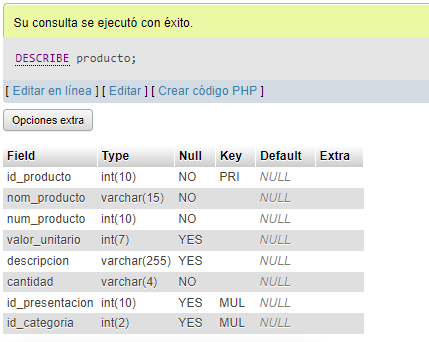 Su consulta se ejecutó con éxito.
DESCRIBE producto;
[ Editar en línea ] [ Editar ] [ Crear código PHP ]
Opciones extra
Field Type Null Key Default Extra
id_producto int(10) NO PRI NULL
nom_producto varchar(15) NO NULL
num_producto int(10) NO NULL
valor_unitario int(7) YES NULL
descripcion varchar(255) YES NULL
cantidad varchar(4) NO NULL
id_presentacion int(10) YES MUL NULL
id_categoria int(2) YES MUL NULL